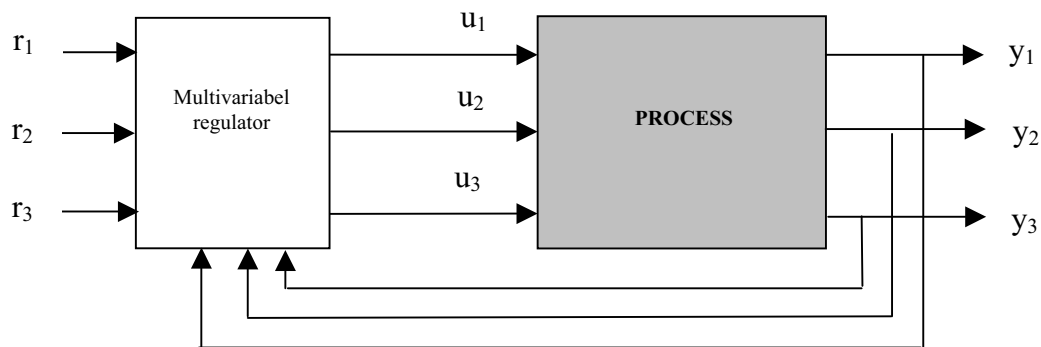 u₁
r₁
y₁
Multivariabel
regulator
u₂
PROCESS
r₂
y₂
u₃
r₃
y₃